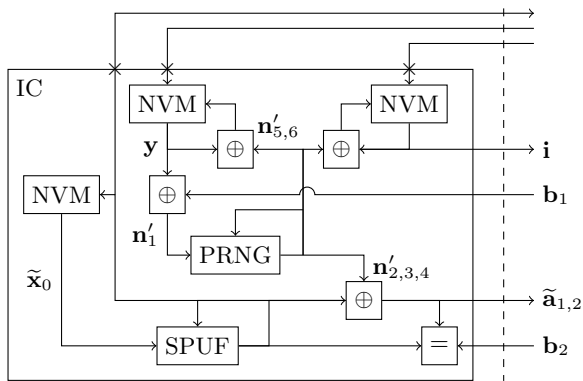 IC
NVM
NVM
n′5,6
y
⊕
⊕
i
NVM
⊕
b1
n′1
PRNG
n′2,3,4
x̃0
⊕
ã1,2
SPUF
=
b2